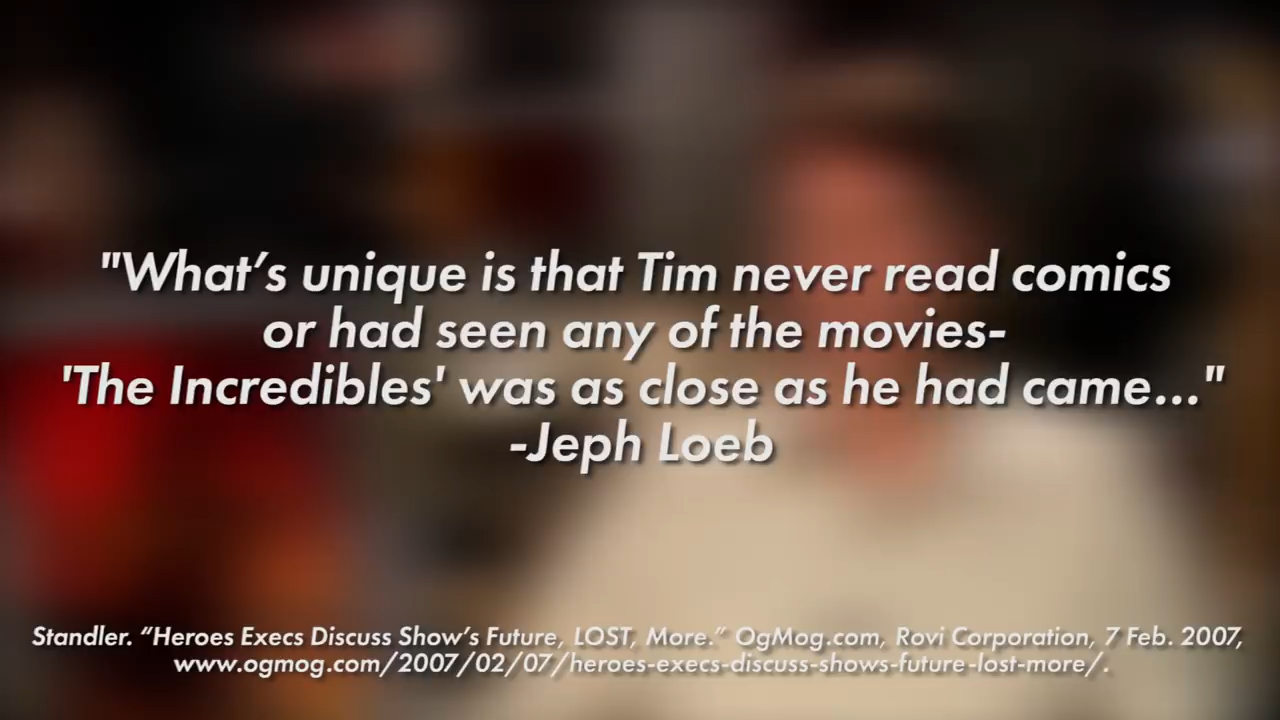 "What’s unique is that Tim never read comics
or had seen any of the movies-
'The Incredibles' was as close as he had came..."
-Jeph Loeb
Standler. “Heroes Execs Discuss Show’s Future, LOST, More.” OgMog.com, Rovi Corporation, 7 Feb. 2007,
www.ogmog.com/2007/02/07/heroes-execs-discuss-shows-future-lost-more/.